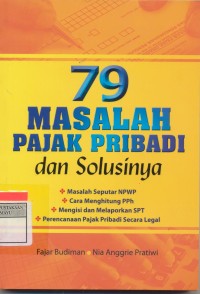 79
MASALAH
PAJAK PRIBADI
dan Solusinya
Masalah Seputar NPWP
Cara Menghitung PPh
Mengisi dan Melaporkan SPT
Perencanaan Pajak Pribadi Secara Legal
Fajar Budiman • Nia Anggrie Pratiwi